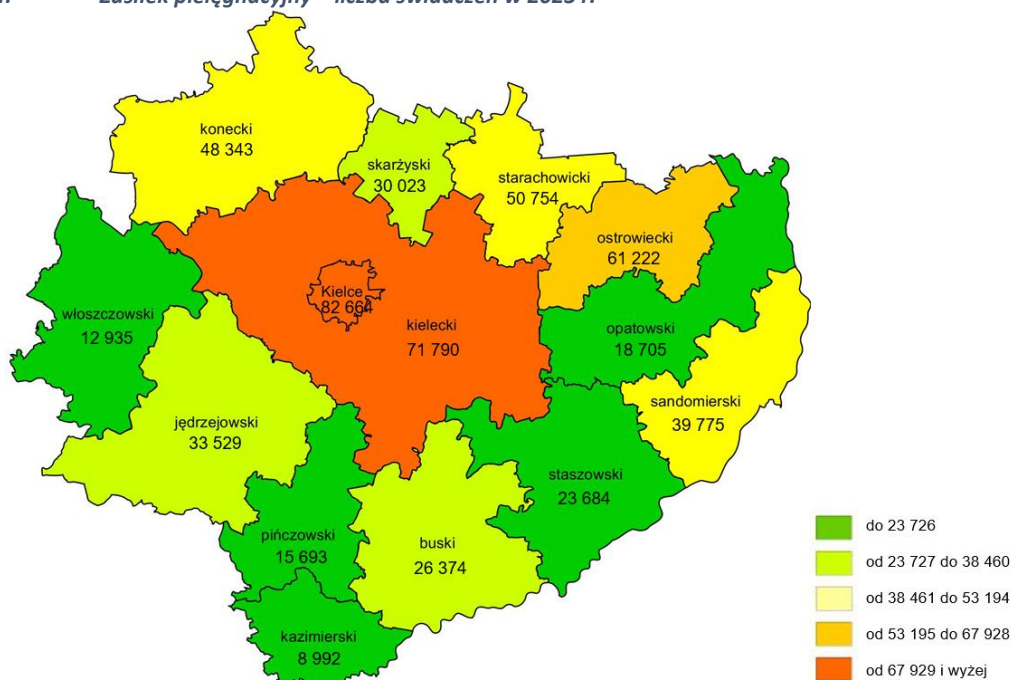 Zasiłek pielęgnacyjny – liczba świadczeń w 2023 r.
konecki
48 343
skarżyski
30 023
starachowicki
50 754
ostrowiecki
61 222
włoszczowski
12 935
Kielce
82 664
kielecki
71 790
opatowski
18 705
sandomierski
39 775
jędrzejowski
33 529
staszowski
23 684
pińczowski
15 693
buski
26 374
kazimierski
8 992
do 23 726
od 23 727 do 38 460
od 38 461 do 53 194
od 53 195 do 67 928
od 67 929 i wyżej